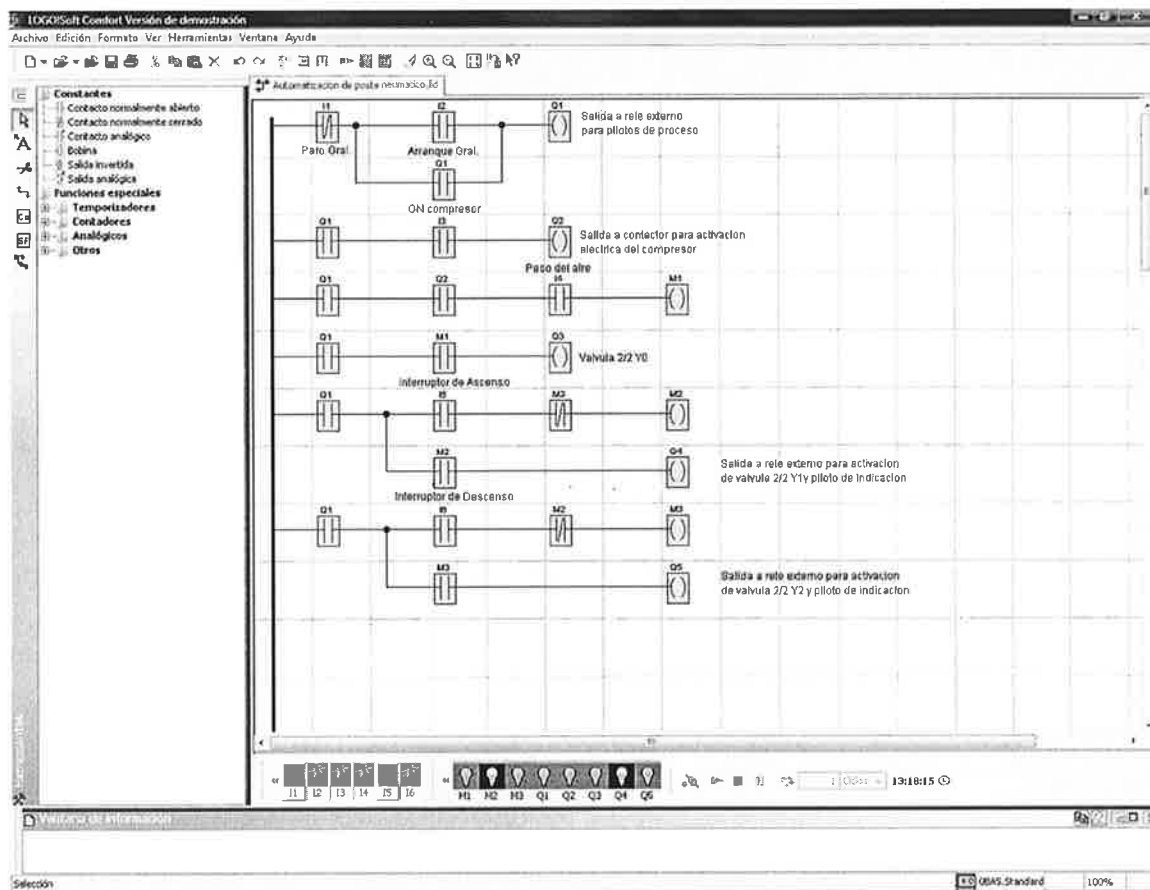 LOGO!Soft Comfort Versión de demostración
Archivo Edición Formato Ver Herramientas Ventana Ayuda
Automatizacion de poste neumatico.lld
Constantes
Contacto normalmente abierto
Contacto normalmente cerrado
Contacto analógico
Bobina
Salida invertida
Salida analógica
Funciones especiales
Temporizadores
Contadores
Analógicos
Otros
Co
SF
I1 I2 Q1
Salida a rele externo
para pilotos de proceso
Paro Gral. Arranque Gral.
Q1
ON compresor
Q1 I3 Q2
Salida a contactor para activacion
electrica del compresor
Paso del aire
Q1 Q2 I4 M1
Q1 M1 Q3
Valvula 2/2 Y0
Interruptor de Ascenso
Q1 I5 M3 M2
M2 Q4
Salida a rele externo para activacion
de valvula 2/2 Y1y piloto de indicacion
Interruptor de Descenso
Q1 I6 M2 M3
M3 Q5
Salida a rele externo para activacion
de valvula 2/2 Y2 y piloto de indicacion
I1 I2 I3 I4 I5 I6
M1 M2 M3 Q1 Q2 Q3 Q4 Q5
13:18:15
Ventana de información
Selección
0BA5.Standard
100%